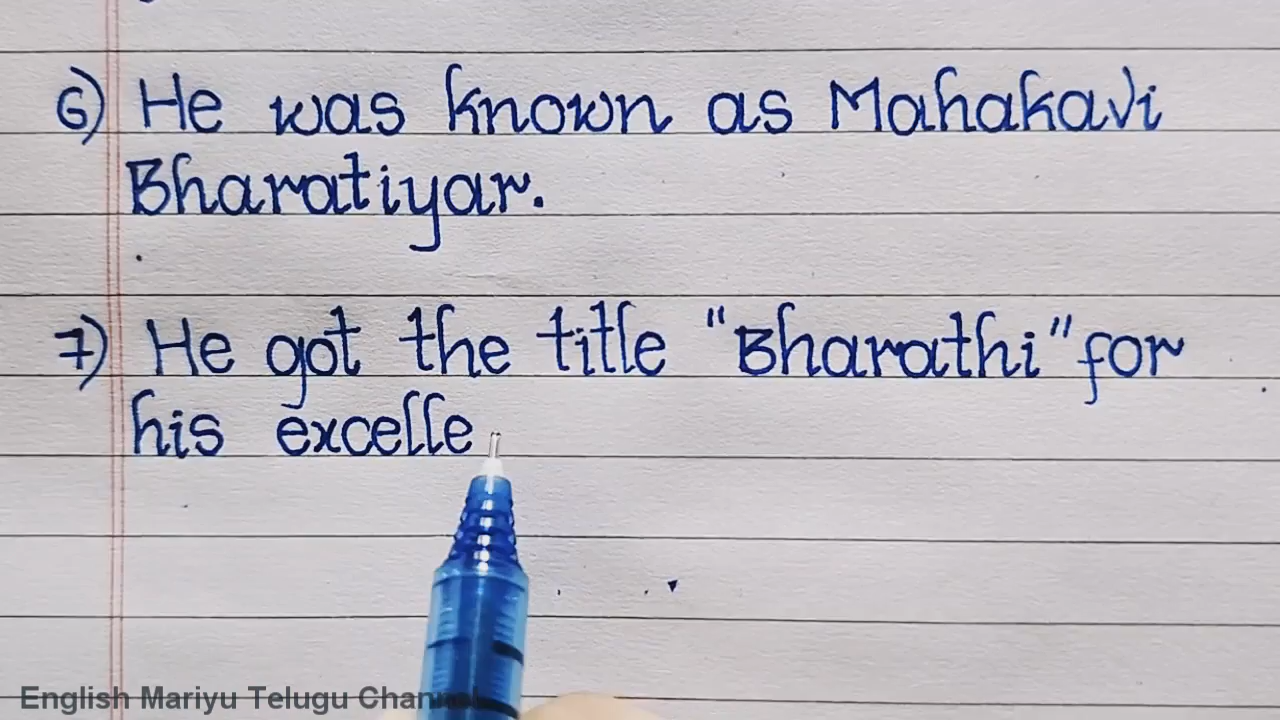 6) He was known as Mahakavi
Bharatiyar.
7) He got the title "Bharathi" for
his excelle
English Mariyu Telugu Channel